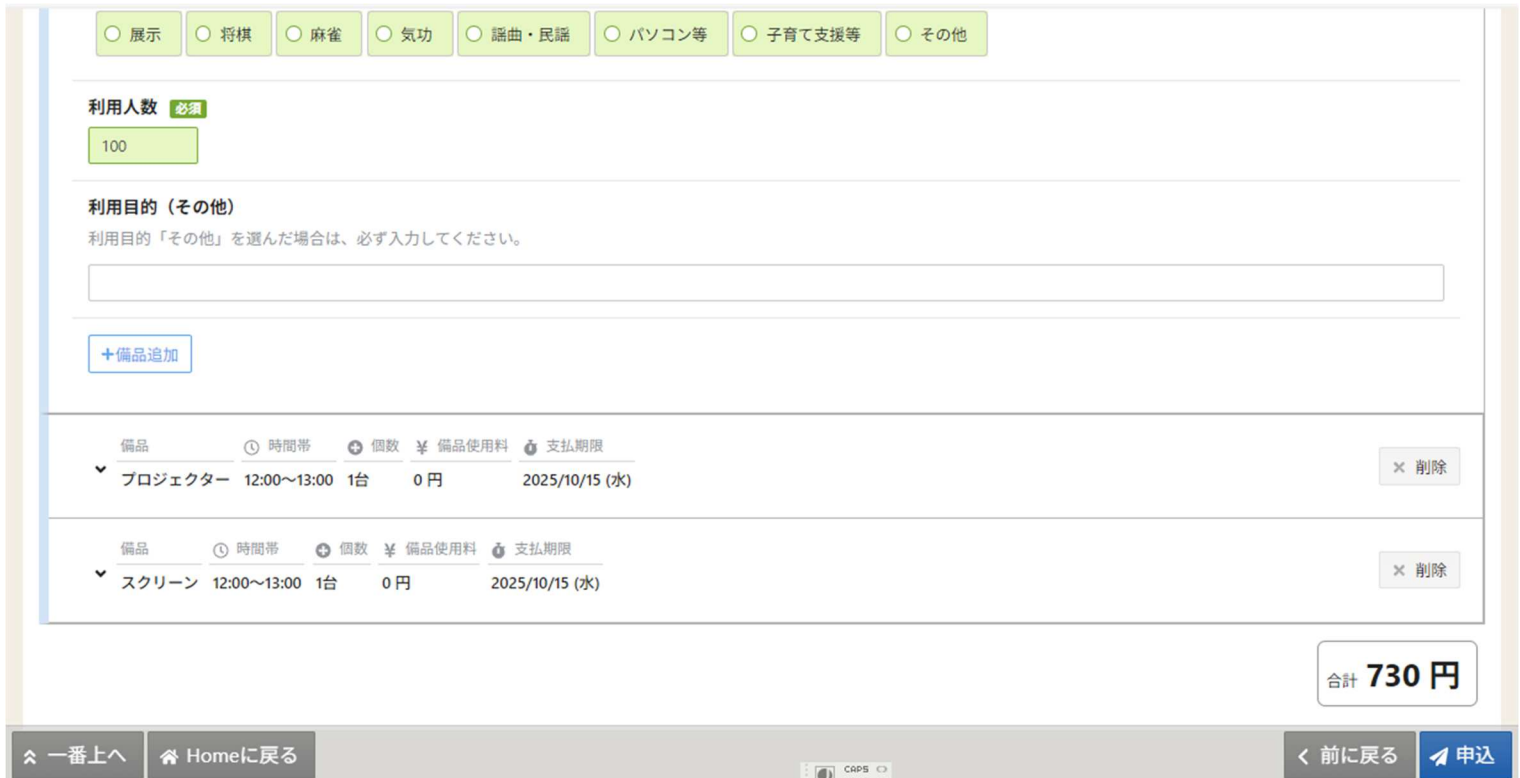 展示 将棋 麻雀 気功 謡曲・民謡 パソコン等 子育て支援等 その他
利用人数 必須
100
利用目的（その他）
利用目的「その他」を選んだ場合は、必ず入力してください。
+備品追加
備品 時間帯 個数 ¥ 備品使用料 支払期限
プロジェクター 12:00～13:00 1台 0 円 2025/10/15 (水)
× 削除
備品 時間帯 個数 ¥ 備品使用料 支払期限
スクリーン 12:00～13:00 1台 0 円 2025/10/15 (水)
× 削除
合計 730 円
一番上へ Homeに戻る 前に戻る 申込
CAPS